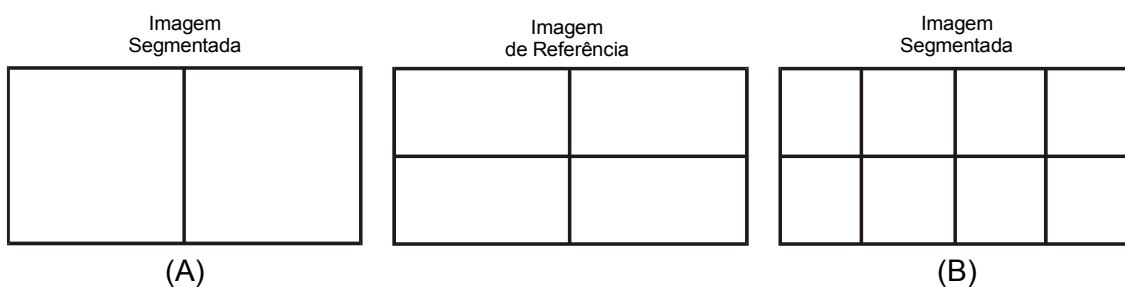 Imagem
Segmentada
Imagem
de Referência
Imagem
Segmentada
(A)
(B)